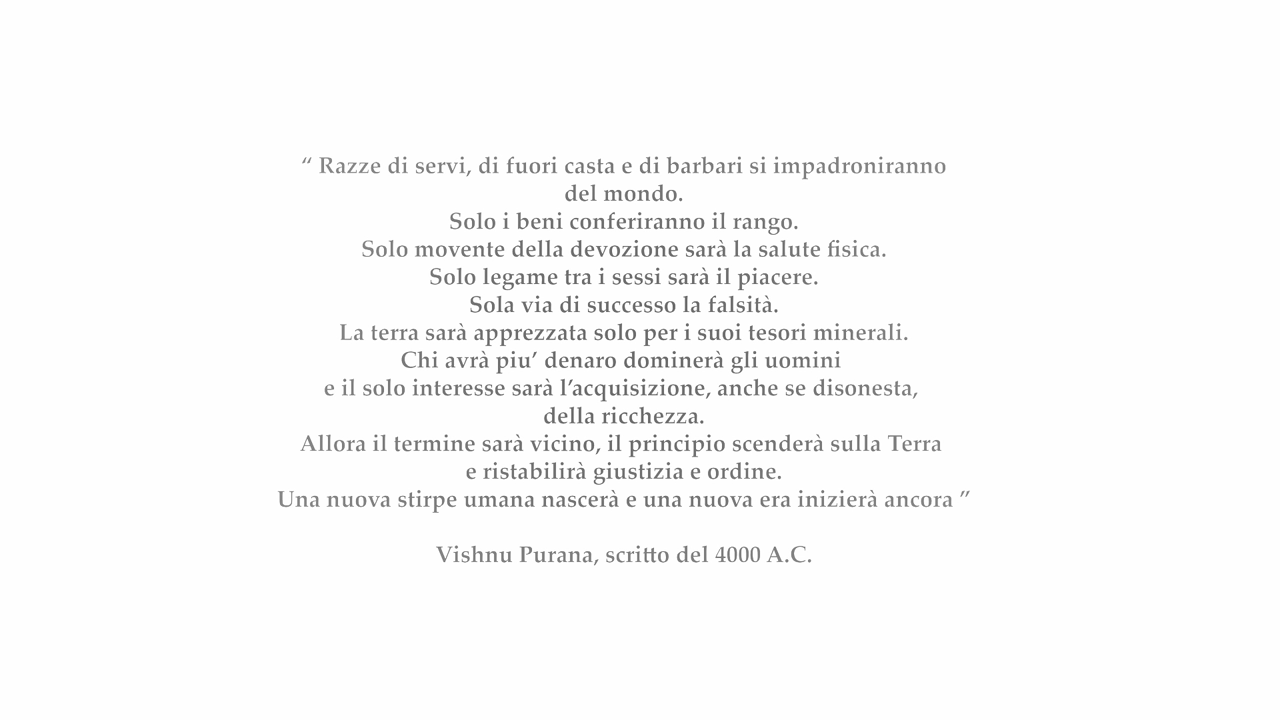 “ Razze di servi, di fuori casta e di barbari si impadroniranno
del mondo.
Solo i beni conferiranno il rango.
Solo movente della devozione sarà la salute fisica.
Solo legame tra i sessi sarà il piacere.
Sola via di successo la falsità.
La terra sarà apprezzata solo per i suoi tesori minerali.
Chi avrà piu’ denaro dominerà gli uomini
e il solo interesse sarà l’acquisizione, anche se disonesta,
della ricchezza.
Allora il termine sarà vicino, il principio scenderà sulla Terra
e ristabilirà giustizia e ordine.
Una nuova stirpe umana nascerà e una nuova era inizierà ancora ”
Vishnu Purana, scritto del 4000 A.C.